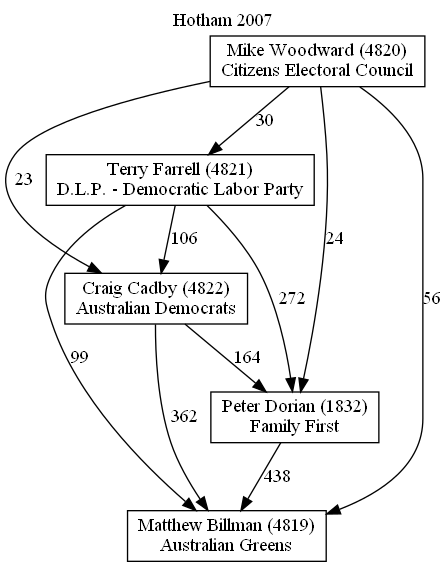 Hotham 2007
Mike Woodward (4820)
Citizens Electoral Council
30
Terry Farrell (4821)
D.L.P. - Democratic Labor Party
23
106
24
Craig Cadby (4822)
Australian Democrats
272
56
99
164
362
Peter Dorian (1832)
Family First
438
Matthew Billman (4819)
Australian Greens